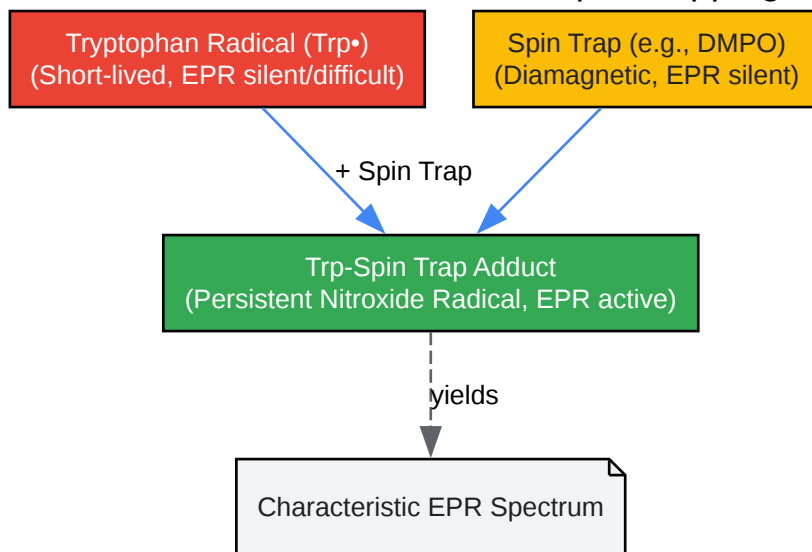 Tryptophan Radical (Trp•)
(Short-lived, EPR silent/difficult)
Spin Trap (e.g., DMPO)
(Diamagnetic, EPR silent)
+ Spin Trap
Trp-Spin Trap Adduct
(Persistent Nitroxide Radical, EPR active)
yields
Characteristic EPR Spectrum